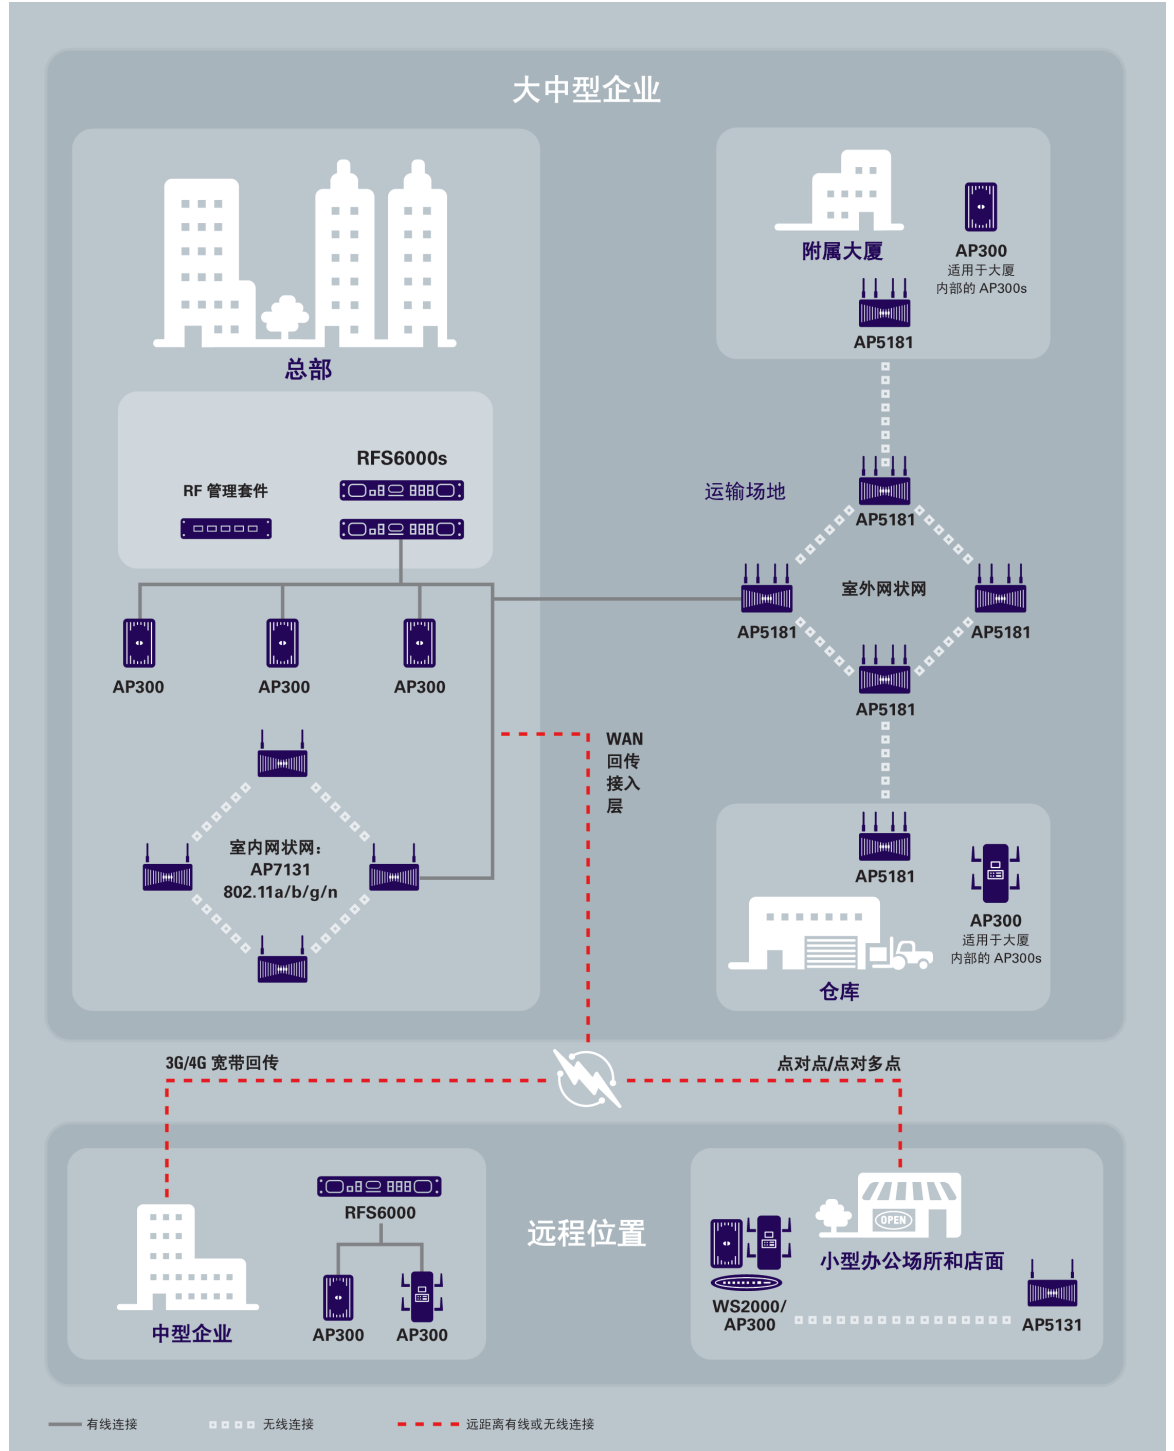 大中型企业
总部
RFS6000s
RF 管理套件
AP300
AP300
AP300
室内网状网：
AP7131
802.11a/b/g/n
附属大厦
AP300
适用于大厦
内部的 AP300s
AP5181
运输场地
AP5181
室外网状网
AP5181
AP5181
AP5181
WAN
回传
接入
层
AP5181
AP300
适用于大厦
内部的 AP300s
仓库
3G/4G 宽带回传
点对点/点对多点
RFS6000
AP300
AP300
中型企业
远程位置
OPEN
小型办公场所和店面
WS2000/
AP300
AP5131
有线连接
无线连接
远距离有线或无线连接